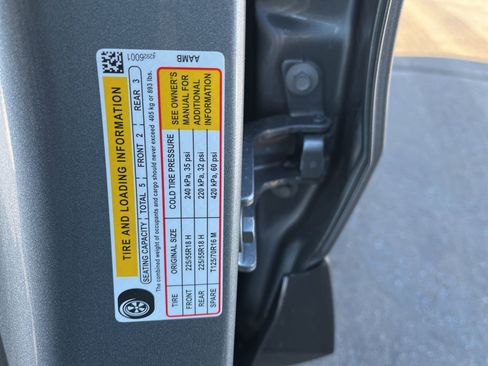 TIRE AND LOADING INFORMATION
SEATING CAPACITY TOTAL 5 FRONT 2 REAR 3
The combined weight of occupants and cargo should never exceed 405 kg or 893 lbs.
TIRE ORIGINAL SIZE COLD TIRE PRESSURE
FRONT 225/55R18 H 240 kPa, 35 psi
REAR 225/55R18 H 220 kPa, 32 psi
SPARE T125/70R16 M 420 kPa, 60 psi
SEE OWNER'S
MANUAL FOR
ADDITIONAL
INFORMATION
AAMB